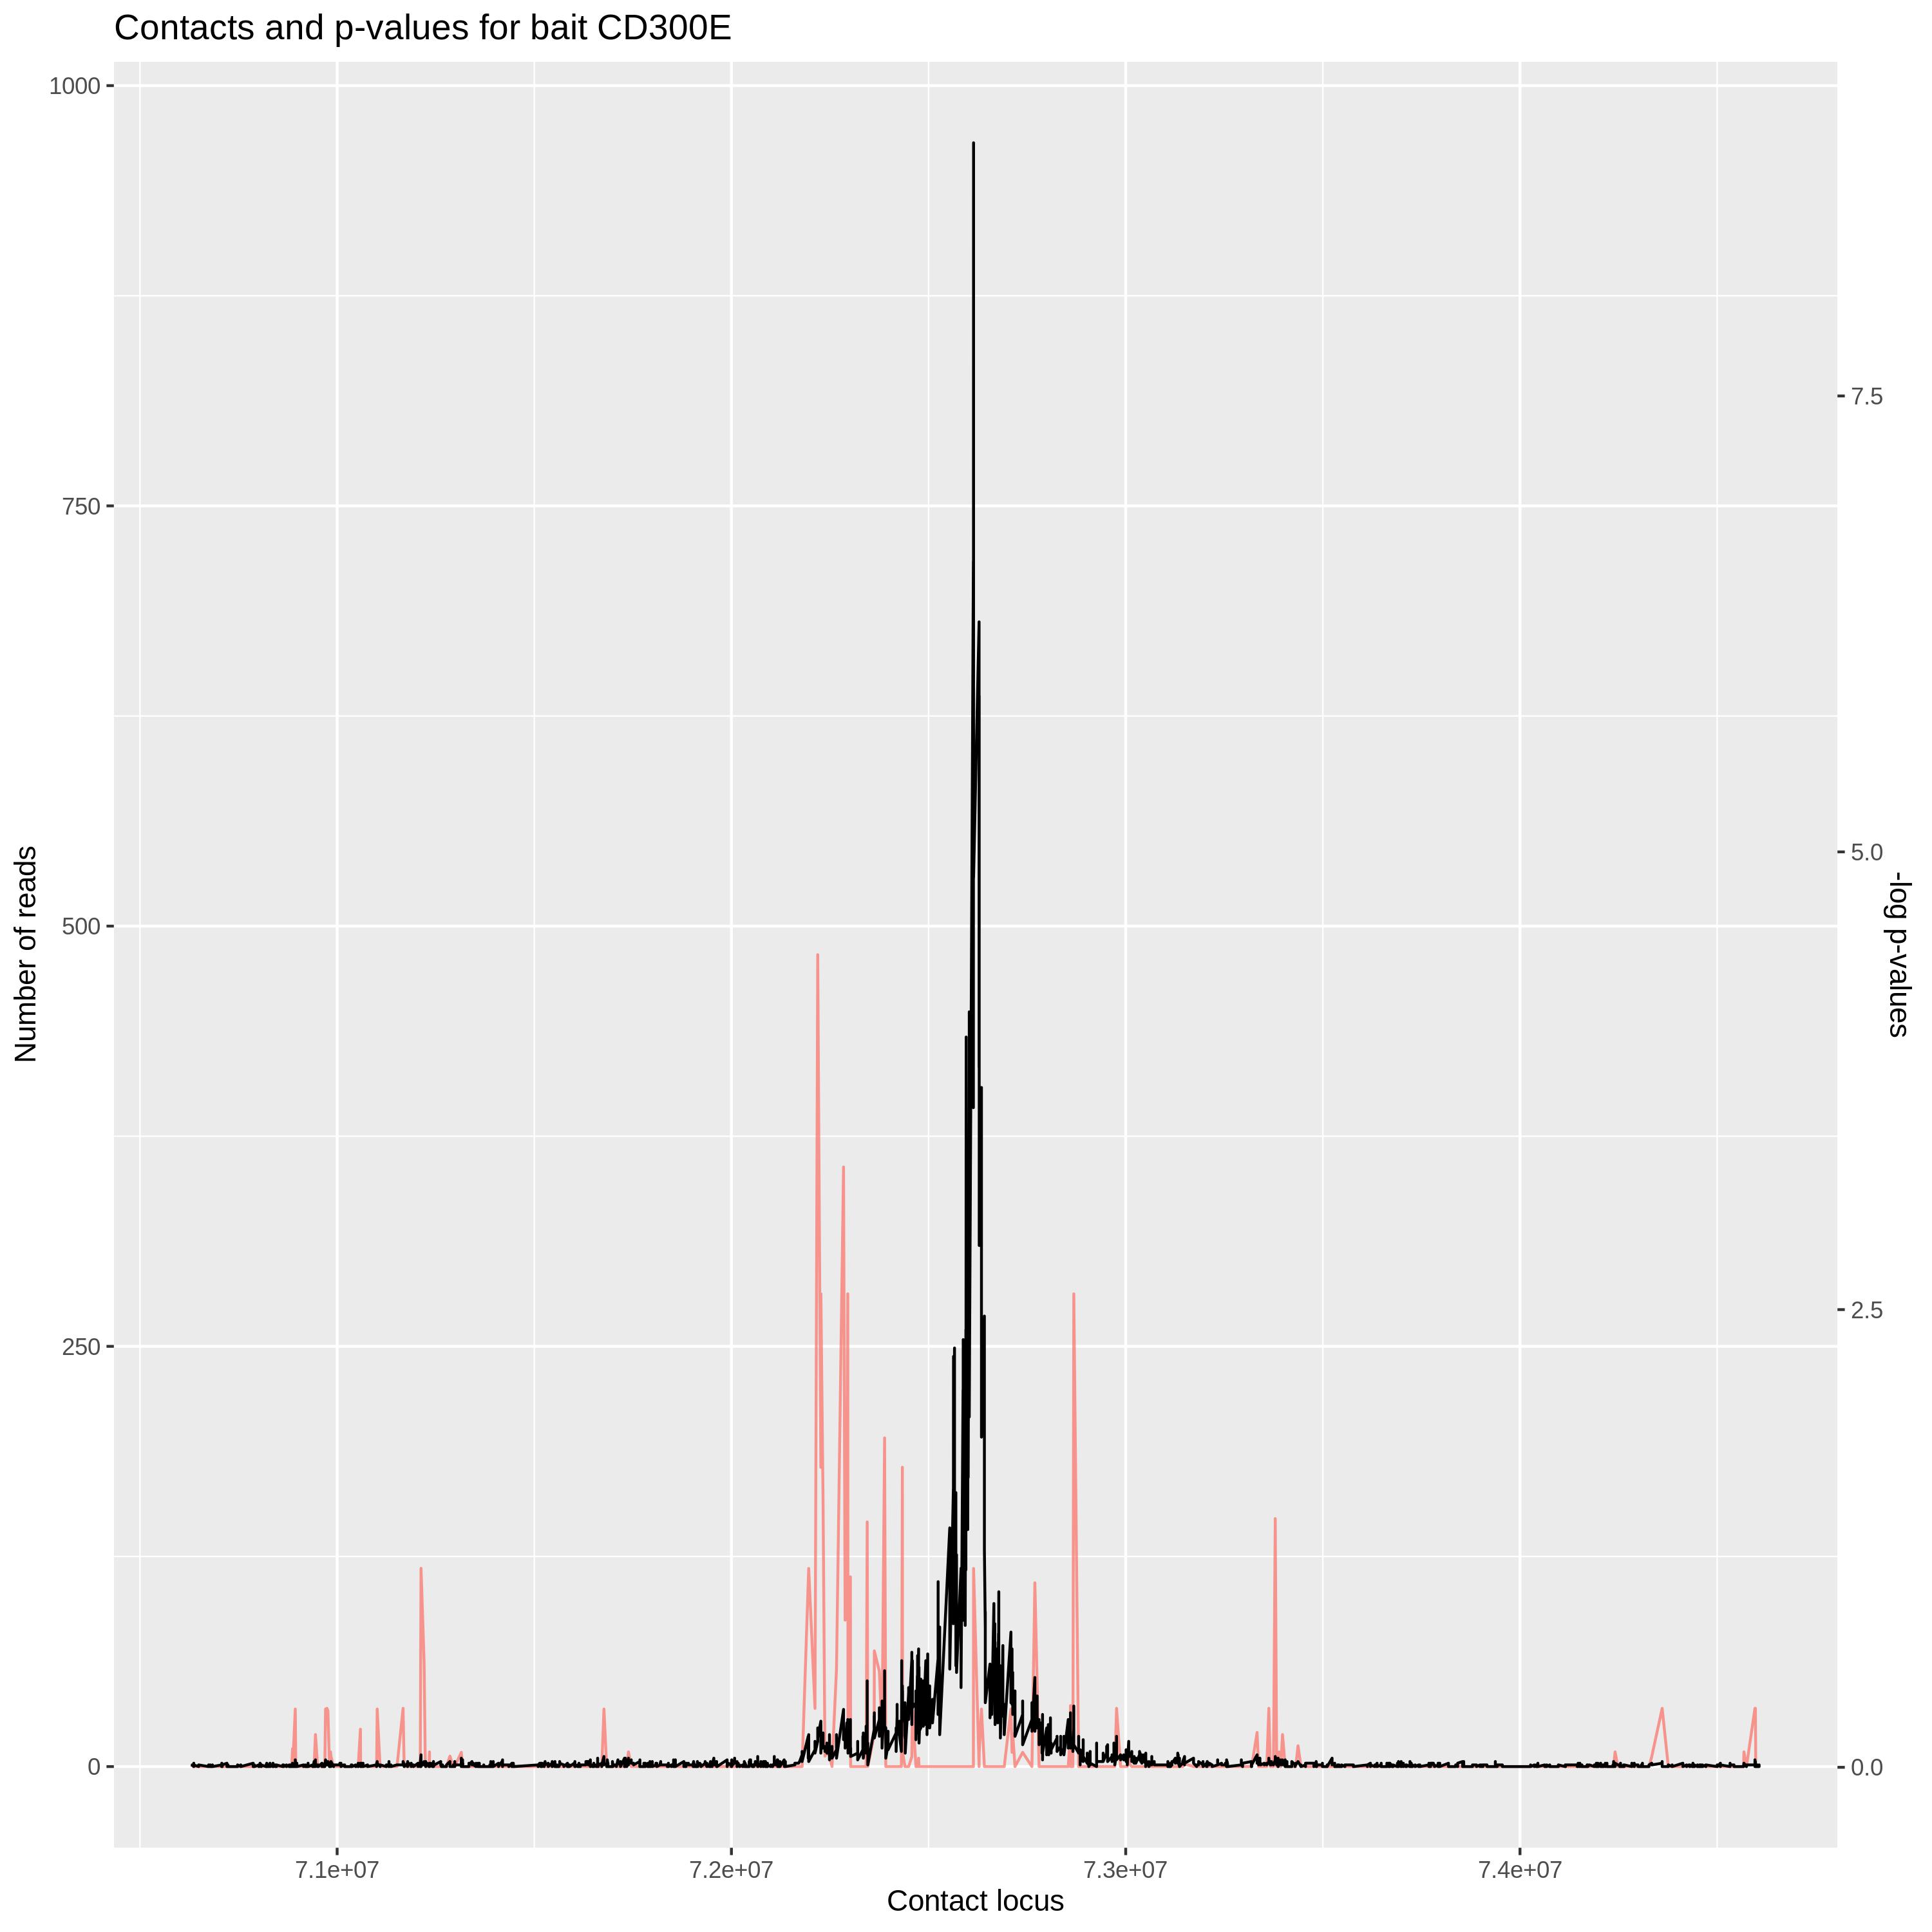 Contacts and p-values for bait CD300E
1000
750
500
250
0
Number of reads
7.5
5.0
2.5
0.0
-log p-values
7.1e+07
7.2e+07
7.3e+07
7.4e+07
Contact locus